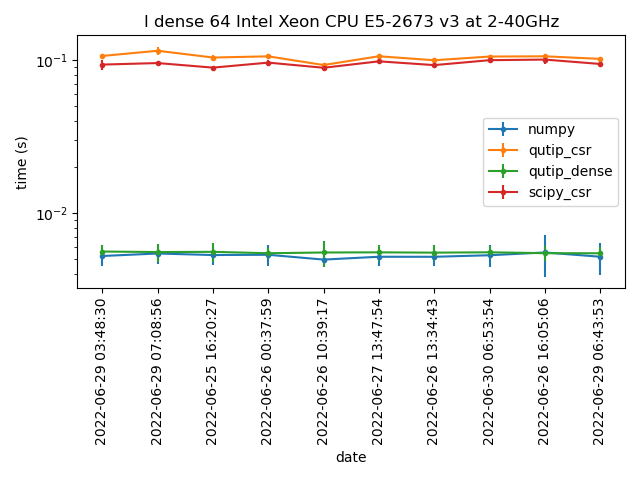 l dense 64 Intel Xeon CPU E5-2673 v3 at 2-40GHz
time (s)
10⁻¹
10⁻²
numpy
qutip_csr
qutip_dense
scipy_csr
2022-06-29 03:48:30
2022-06-29 07:08:56
2022-06-25 16:20:27
2022-06-26 00:37:59
2022-06-26 10:39:17
2022-06-27 13:47:54
2022-06-26 13:34:43
2022-06-30 06:53:54
2022-06-26 16:05:06
2022-06-29 06:43:53
date